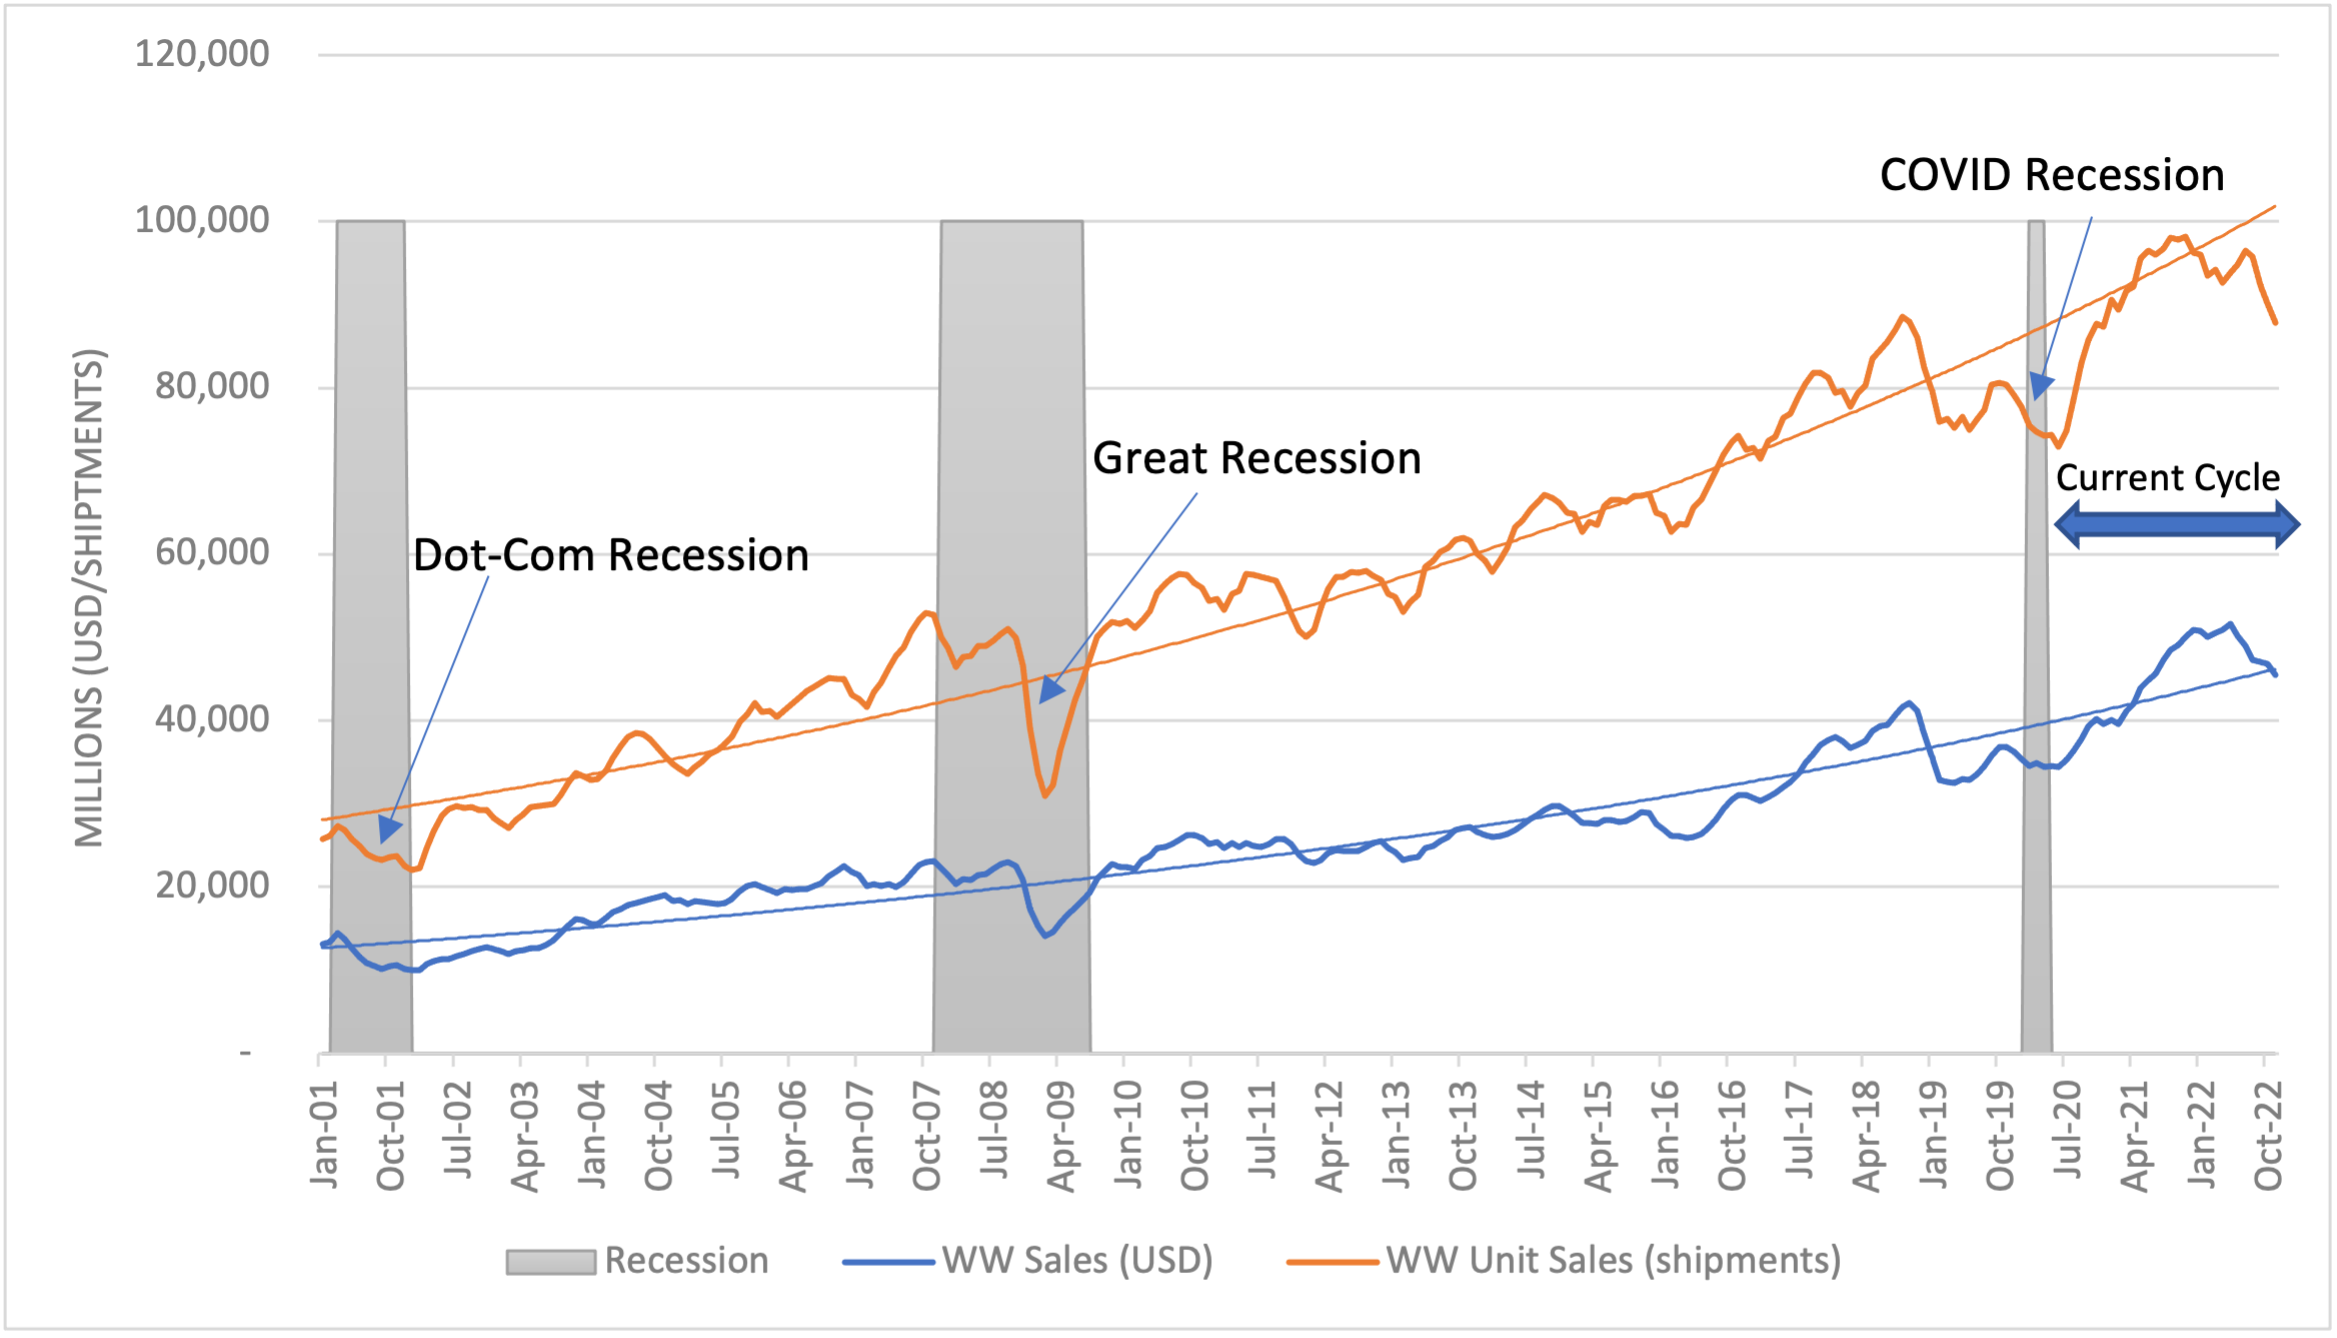 120,000
100,000
80,000
60,000
40,000
20,000
-
MILLIONS (USD/SHIPTMENTS)
COVID Recession
Great Recession
Current Cycle
Dot-Com Recession
Jan-01
Oct-01
Jul-02
Apr-03
Jan-04
Oct-04
Jul-05
Apr-06
Jan-07
Oct-07
Jul-08
Apr-09
Jan-10
Oct-10
Jul-11
Apr-12
Jan-13
Oct-13
Jul-14
Apr-15
Jan-16
Oct-16
Jul-17
Apr-18
Jan-19
Oct-19
Jul-20
Apr-21
Jan-22
Oct-22
Recession
WW Sales (USD)
WW Unit Sales (shipments)